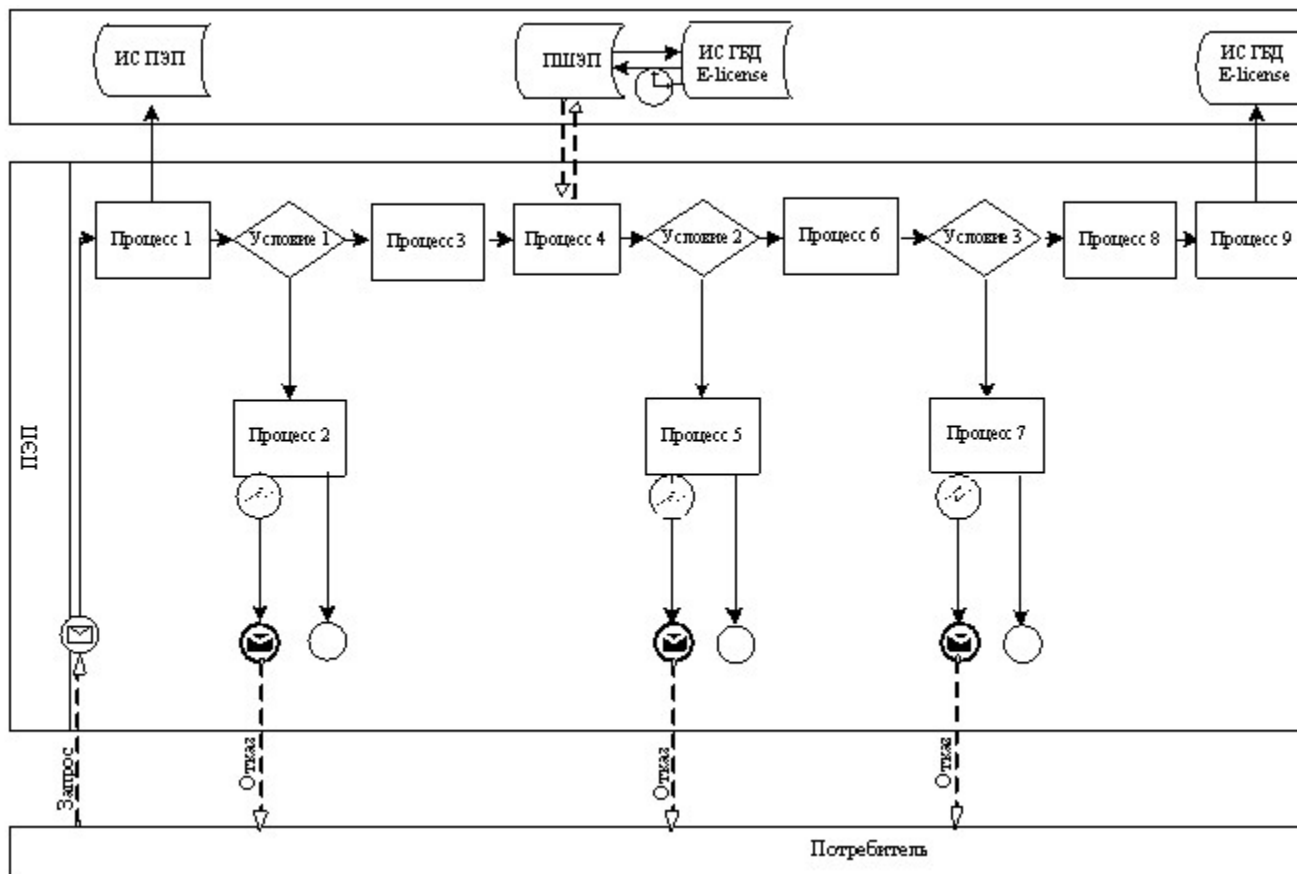 ИС ПЭП
ПШЭП
ИС ГБД
E-license
ИС ГБД
E-license
Процесс 1
Условие 1
Процесс 3
Процесс 4
Условие 2
Процесс 6
Условие 3
Процесс 8
Процесс 9
Процесс 2
Процесс 5
Процесс 7
ПЭП
Запрос
Отказ
Отказ
Отказ
Потребитель